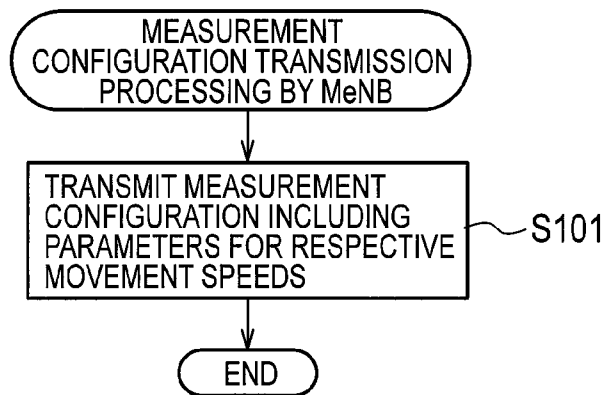 MEASUREMENT
CONFIGURATION TRANSMISSION
PROCESSING BY MeNB
TRANSMIT MEASUREMENT
CONFIGURATION INCLUDING
PARAMETERS FOR RESPECTIVE
MOVEMENT SPEEDS
S101
END